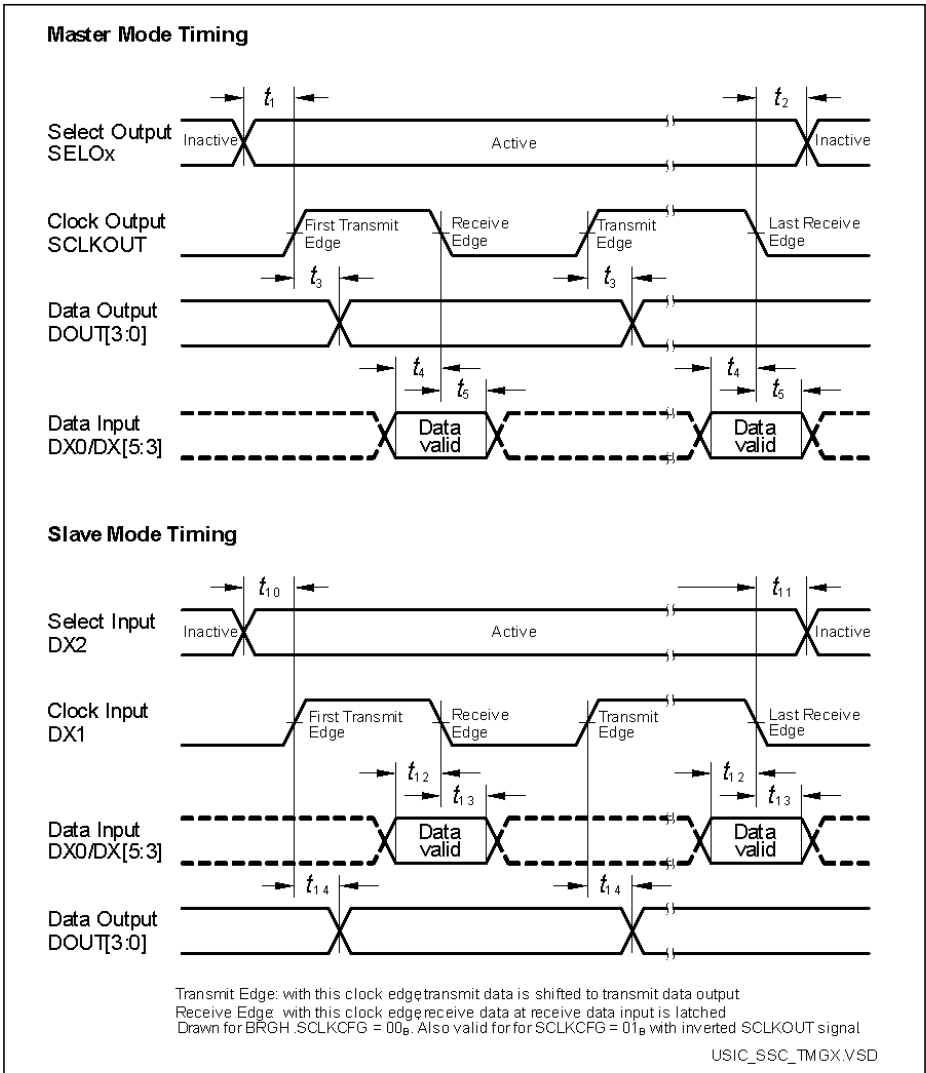 Master Mode Timing
t1
t2
Select Output
SELOx
Inactive
Active
Inactive
Clock Output
SCLKOUT
First Transmit
Edge
Receive
Edge
Transmit
Edge
Last Receive
Edge
t3
t3
Data Output
DOUT[3:0]
t4
t5
t4
t5
Data Input
DX0/DX[5:3]
Data
valid
Data
valid
Slave Mode Timing
t10
t11
Select Input
DX2
Inactive
Active
Inactive
Clock Input
DX1
First Transmit
Edge
Receive
Edge
Transmit
Edge
Last Receive
Edge
t12
t13
t12
t13
Data Input
DX0/DX[5:3]
Data
valid
Data
valid
t14
t14
Data Output
DOUT[3:0]
Transmit Edge: with this clock edge, transmit data is shifted to transmit data output
Receive Edge: with this clock edge, receive data at receive data input is latched
Drawn for BRGH .SCLKCFG = 00B. Also valid for for SCLKCFG = 01B with inverted SCLKOUT signal
USIC_SSC_TMGX.VSD